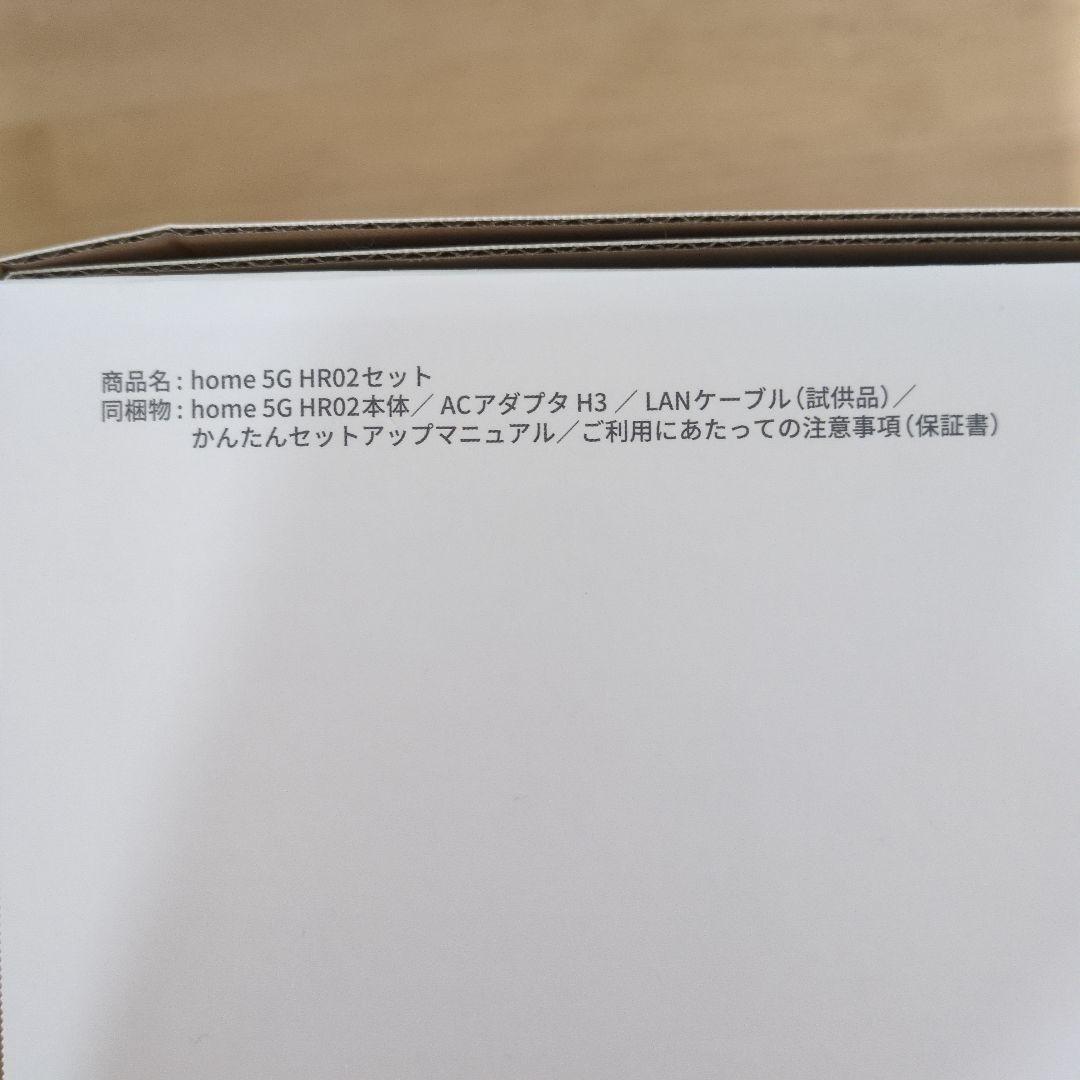 商品名：home 5G HR02セット
同梱物：home 5G HR02本体／ ACアダプタ H3 ／ LANケーブル（試供品）／
かんたんセットアップマニュアル／ご利用にあたっての注意事項（保証書）